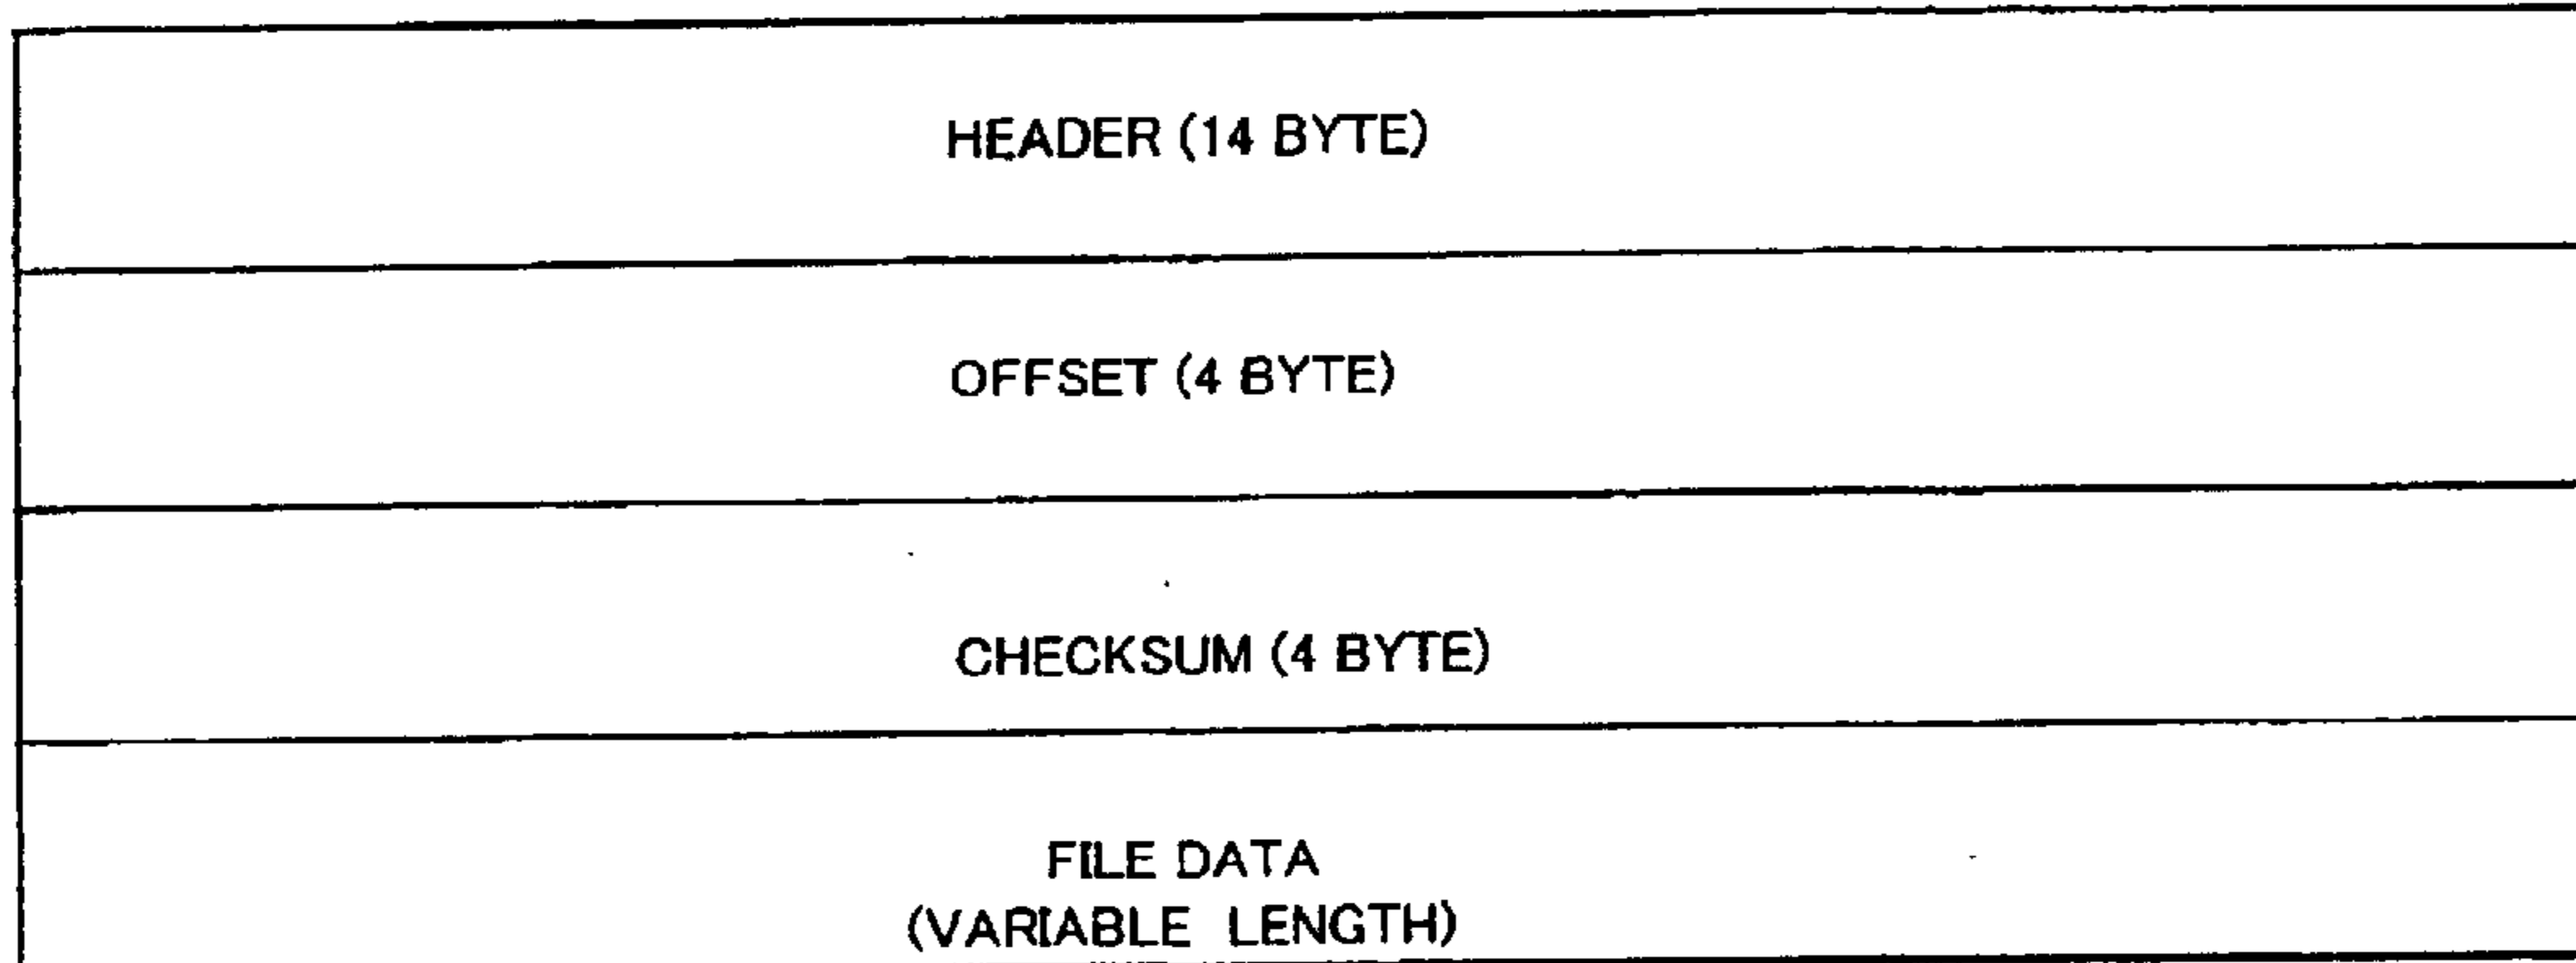 HEADER (14 BYTE)
OFFSET (4 BYTE)
CHECKSUM (4 BYTE)
FILE DATA
(VARIABLE LENGTH)